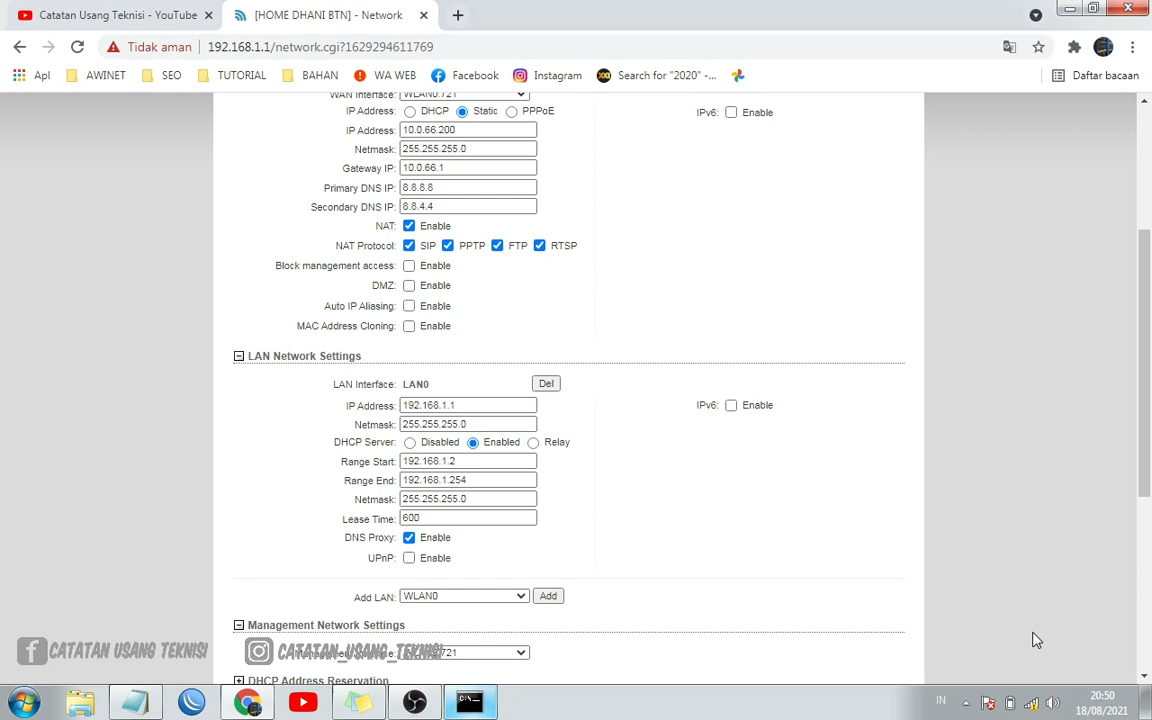 Catatan Usang Teknisi - YouTube
[HOME DHANI BTN] - Network
Tidak aman
192.168.1.1/network.cgi?1629294611769
Apl
AWINET
SEO
TUTORIAL
BAHAN
WA WEB
Facebook
Instagram
Search for "2020" -...
Daftar bacaan
WAN Interface: WLAN0.721
IP Address: DHCP Static PPPoE
IPv6: Enable
IP Address: 10.0.66.200
Netmask: 255.255.255.0
Gateway IP: 10.0.66.1
Primary DNS IP: 8.8.8.8
Secondary DNS IP: 8.8.4.4
NAT: Enable
NAT Protocol: SIP PPTP FTP RTSP
Block management access: Enable
DMZ: Enable
Auto IP Aliasing: Enable
MAC Address Cloning: Enable
LAN Network Settings
LAN Interface: LAN0 Del
IP Address: 192.168.1.1
IPv6: Enable
Netmask: 255.255.255.0
DHCP Server: Disabled Enabled Relay
Range Start: 192.168.1.2
Range End: 192.168.1.254
Netmask: 255.255.255.0
Lease Time: 600
DNS Proxy: Enable
UPnP: Enable
Add LAN: WLAN0 Add
Management Network Settings
CATATAN USANG TEKNISI
CATATAN_USANG_TEKNISI
721
DHCP Address Reservation
IN
20:50
18/08/2021